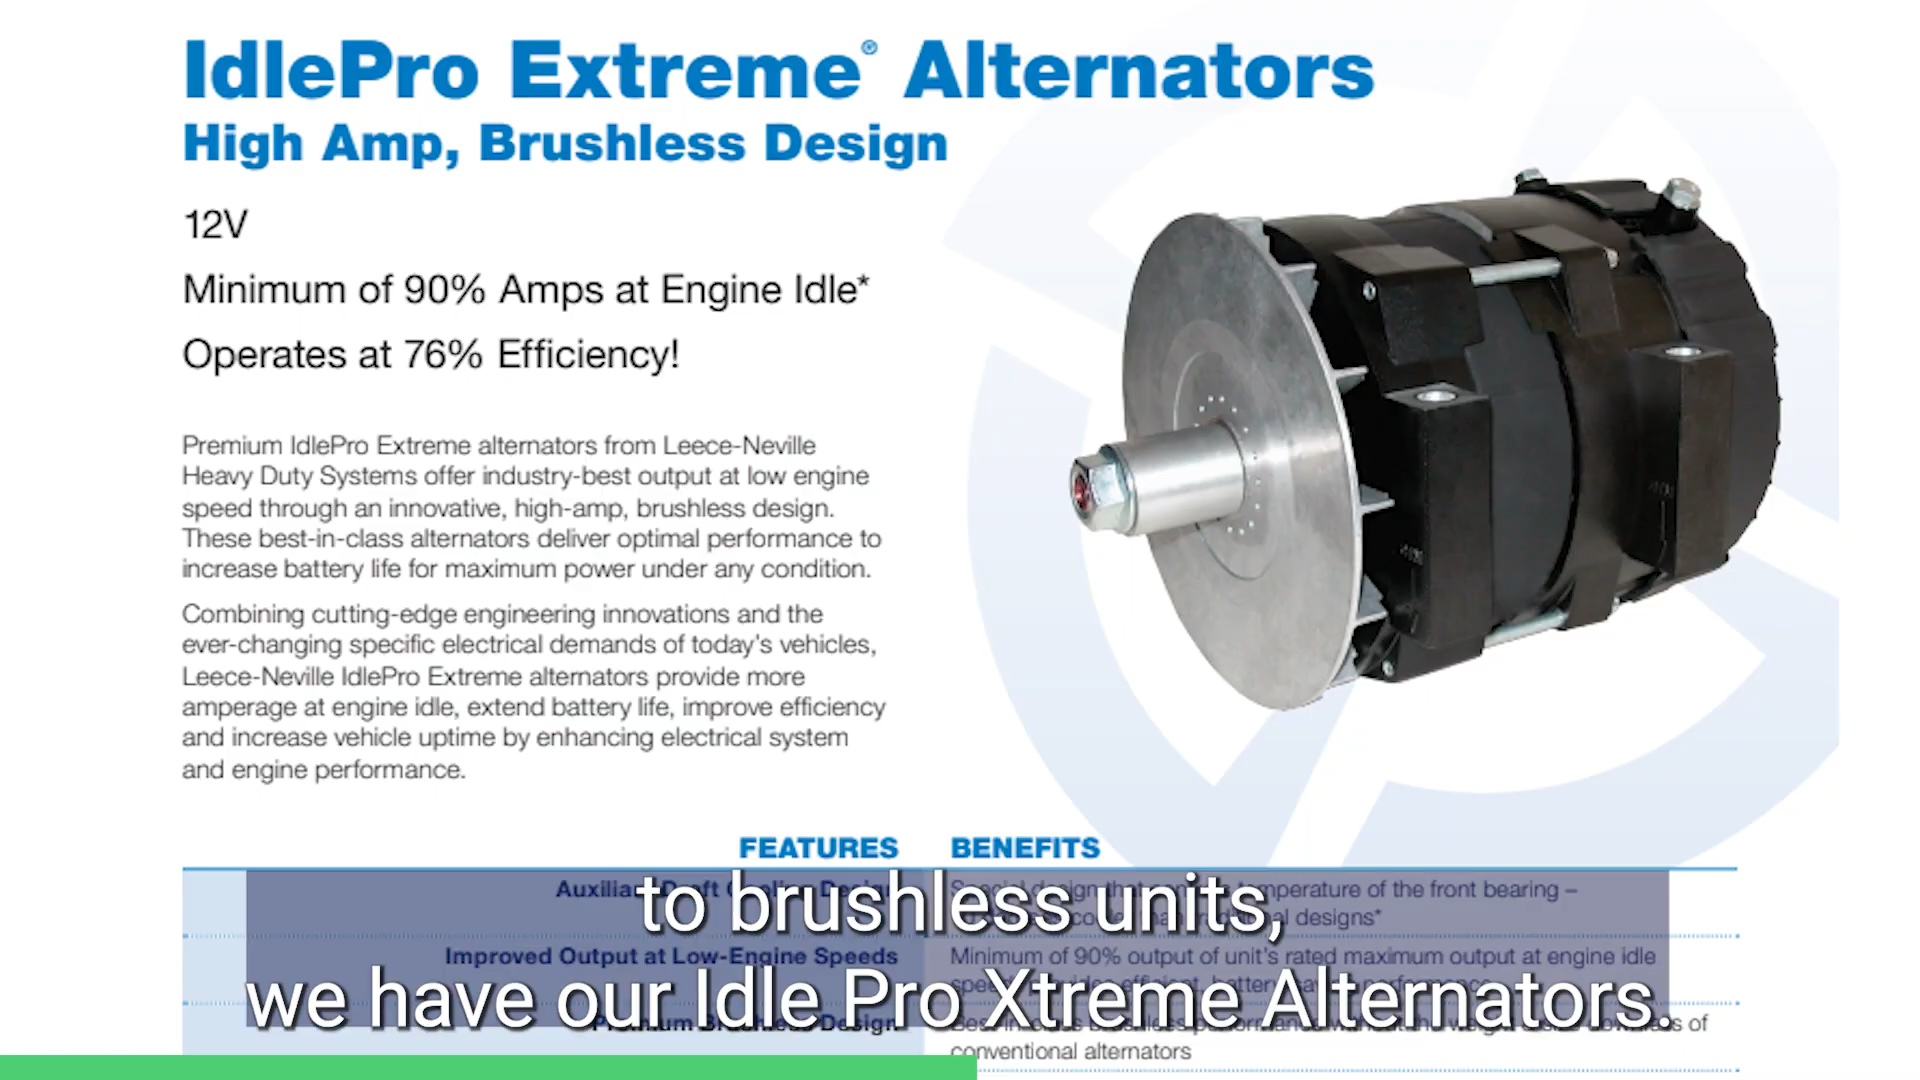 IdlePro Extreme® Alternators
High Amp, Brushless Design
12V
Minimum of 90% Amps at Engine Idle*
Operates at 76% Efficiency!
Premium IdlePro Extreme alternators from Leece-Neville
Heavy Duty Systems offer industry-best output at low engine
speed through an innovative, high-amp, brushless design.
These best-in-class alternators deliver optimal performance to
increase battery life for maximum power under any condition.
Combining cutting-edge engineering innovations and the
ever-changing specific electrical demands of today's vehicles,
Leece-Neville IdlePro Extreme alternators provide more
amperage at engine idle, extend battery life, improve efficiency
and increase vehicle uptime by enhancing electrical system
and engine performance.
FEATURES BENEFITS
temperature of the front bearing –
designs*
Improved Output at Low-Engine Speeds
Minimum of 90% output of unit's rated maximum output at engine idle
Design
of
conventional alternators
to brushless units,
we have our Idle Pro Xtreme Alternators.